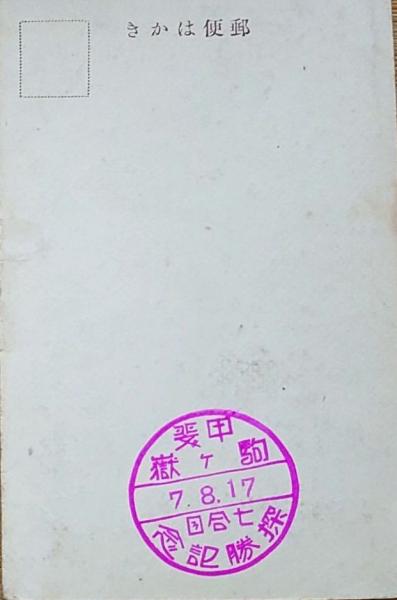 郵便はかき
甲斐
駒ヶ嶽
7.8.17
七合目
探勝記念